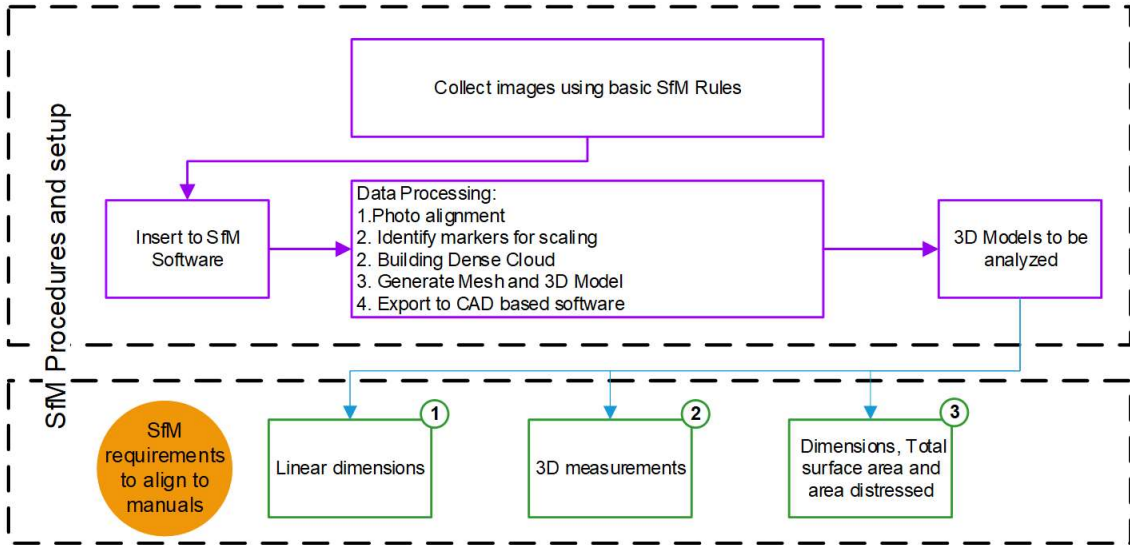 SfM Procedures and setup
Collect images using basic SfM Rules
Insert to SfM
Software
Data Processing:
1.Photo alignment
2. Identify markers for scaling
2. Building Dense Cloud
3. Generate Mesh and 3D Model
4. Export to CAD based software
3D Models to be
analyzed
SfM
requirements
to align to
manuals
1
Linear dimensions
2
3D measurements
3
Dimensions, Total
surface area and
area distressed